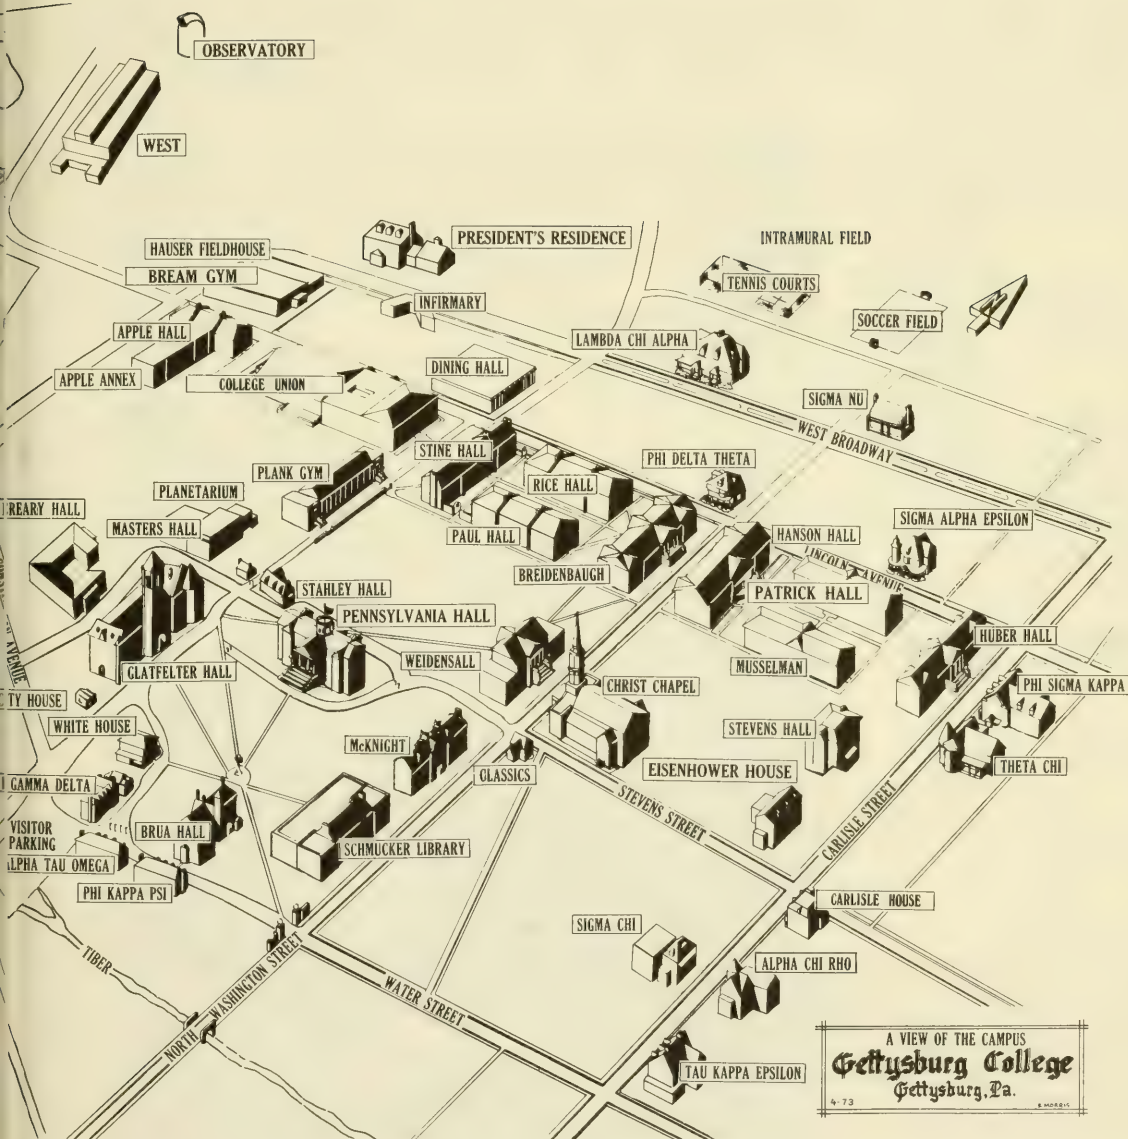 OBSERVATORY
WEST
PRESIDENT'S RESIDENCE
INTRAMURAL FIELD
HAUSER FIELDHOUSE
BREAM GYM
TENNIS COURTS
INFIRMARY
SOCCER FIELD
APPLE HALL
LAMBDA CHI ALPHA
APPLE ANNEX
COLLEGE UNION
DINING HALL
SIGMA NU
WEST BROADWAY
STINE HALL
PHI DELTA THETA
PLANK GYM
RICE HALL
PLANETARIUM
REARY HALL
MASTERS HALL
PAUL HALL
HANSON HALL
SIGMA ALPHA EPSILON
LINCOLN AVENUE
BREIDENBAUGH
STAHLEY HALL
PATRICK HALL
PENNSYLVANIA HALL
HUBER HALL
AVENUE
GLATFELTER HALL
WEIDENSALL
MUSSELMAN
CHRIST CHAPEL
PHI SIGMA KAPPA
TY HOUSE
WHITE HOUSE
STEVENS HALL
McKNIGHT
CLASSICS
EISENHOWER HOUSE
THETA CHI
GAMMA DELTA
STEVENS STREET
CARLISLE STREET
VISITOR
PARKING
BRUA HALL
SCHMUCKER LIBRARY
ALPHA TAU OMEGA
PHI KAPPA PSI
CARLISLE HOUSE
SIGMA CHI
TIBER
ALPHA CHI RHO
NORTH WASHINGTON STREET
WATER STREET
TAU KAPPA EPSILON
A VIEW OF THE CAMPUS
Gettysburg College
Gettysburg, Pa.
4-73
R MORRIS